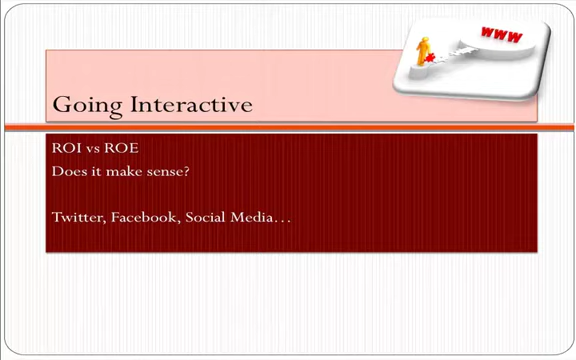 www
Going Interactive
ROI vs ROE
Does it make sense?
Twitter, Facebook, Social Media...